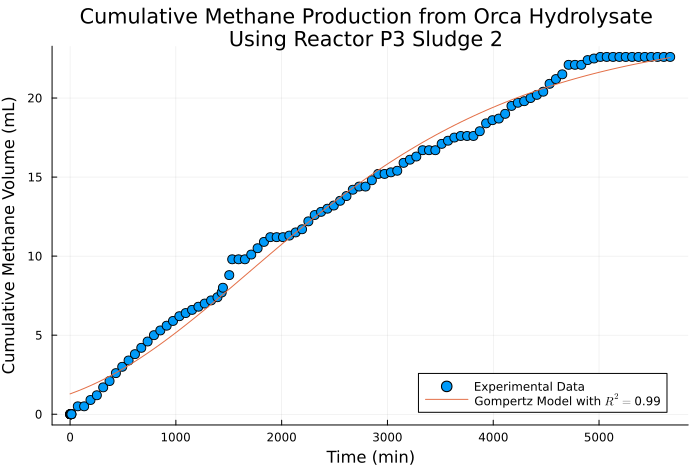 Cumulative Methane Production from Orca Hydrolysate
Using Reactor P3 Sludge 2
Cumulative Methane Volume (mL)
20
15
10
5
0
0 1000 2000 3000 4000 5000
Time (min)
Experimental Data
Gompertz Model with R² = 0.99